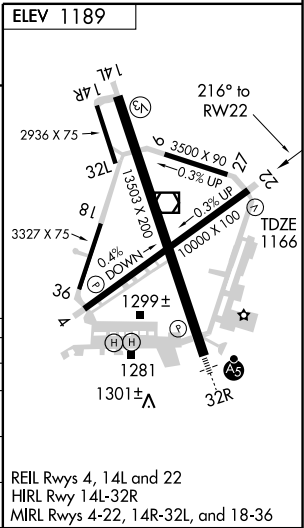 ELEV 1189
14L
14R
V3
216° to
RW22
2936 X 75
32L
9
3500 X 90
0.3% UP
27
22
13503 X 200
0.3% UP
V
TDZE
1166
18
3327 X 75
0.4%
DOWN
P
10000 X 100
36
4
1299±
P
H H
1281
1301±
A5
32R
REIL Rwys 4, 14L and 22
HIRL Rwy 14L-32R
MIRL Rwys 4-22, 14R-32L, and 18-36